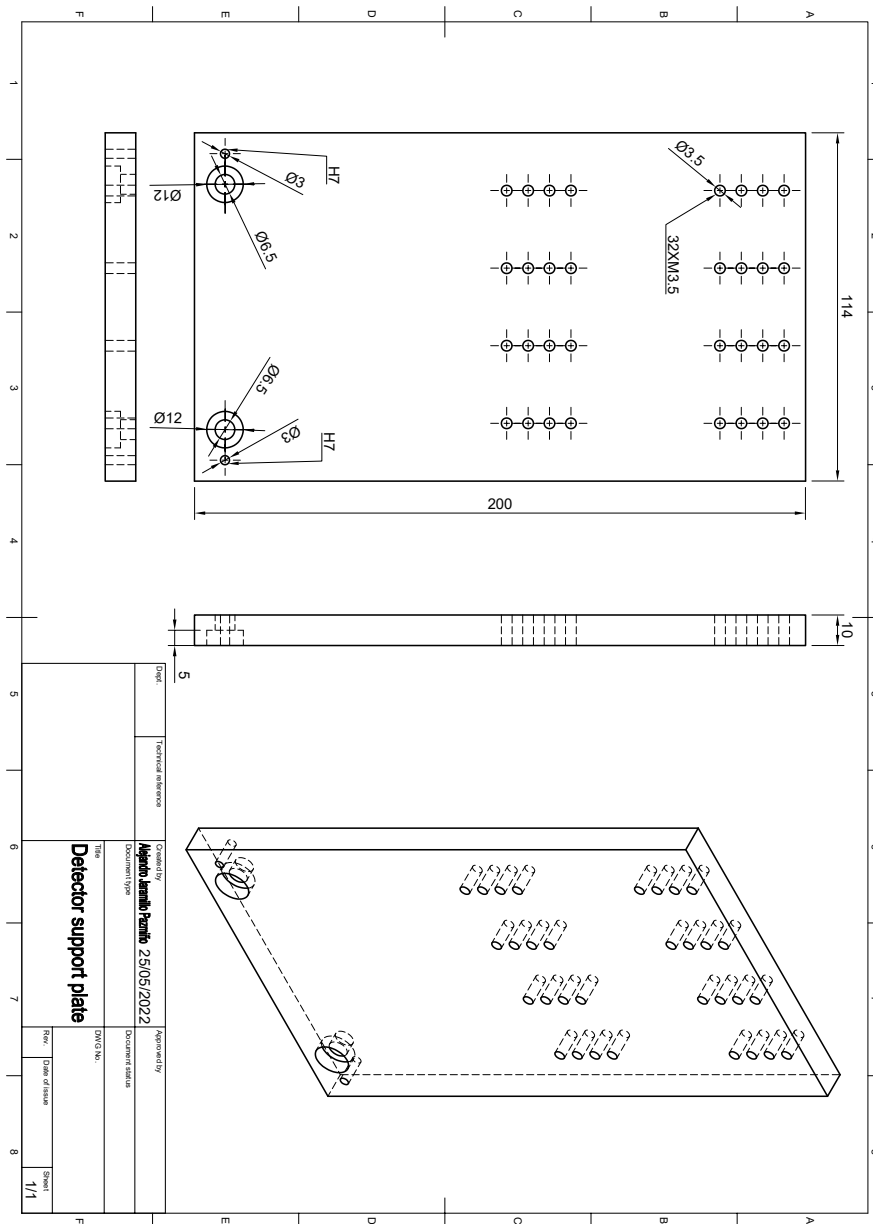 A
B
C
D
E
F
A
B
C
D
E
F
1
2
3
4
5
6
7
8
114
Ø3.5
32XM3.5
200
H7
Ø3
Ø6.5
Ø12
Ø6.5
Ø3
H7
Ø12
10
5
Dept.
Technical reference
Created by
Alejandro Jaramillo Pazmiño 25/05/2022
Approved by
Document type
Document status
Title
Detector support plate
DWG No.
Rev.
Date of issue
Sheet
1/1